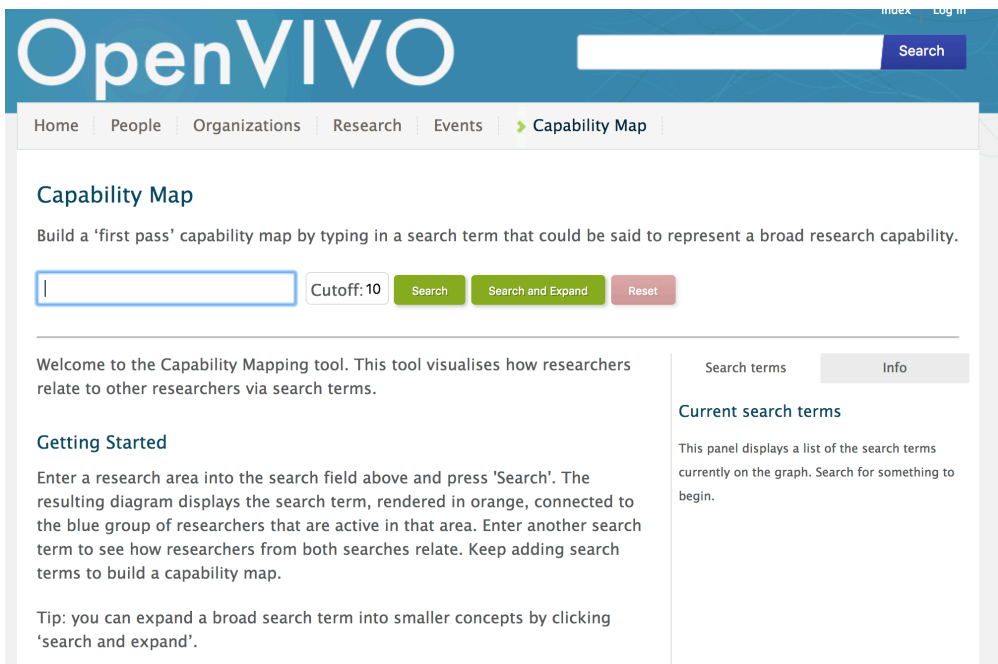 Index Log in
OpenVIVO
Search
Home People Organizations Research Events Capability Map
Capability Map
Build a ‘first pass’ capability map by typing in a search term that could be said to represent a broad research capability.
Cutoff: 10 Search Search and Expand Reset
Welcome to the Capability Mapping tool. This tool visualises how researchers
relate to other researchers via search terms.
Getting Started
Enter a research area into the search field above and press 'Search'. The
resulting diagram displays the search term, rendered in orange, connected to
the blue group of researchers that are active in that area. Enter another search
term to see how researchers from both searches relate. Keep adding search
terms to build a capability map.
Tip: you can expand a broad search term into smaller concepts by clicking
‘search and expand’.
Search terms Info
Current search terms
This panel displays a list of the search terms
currently on the graph. Search for something to
begin.